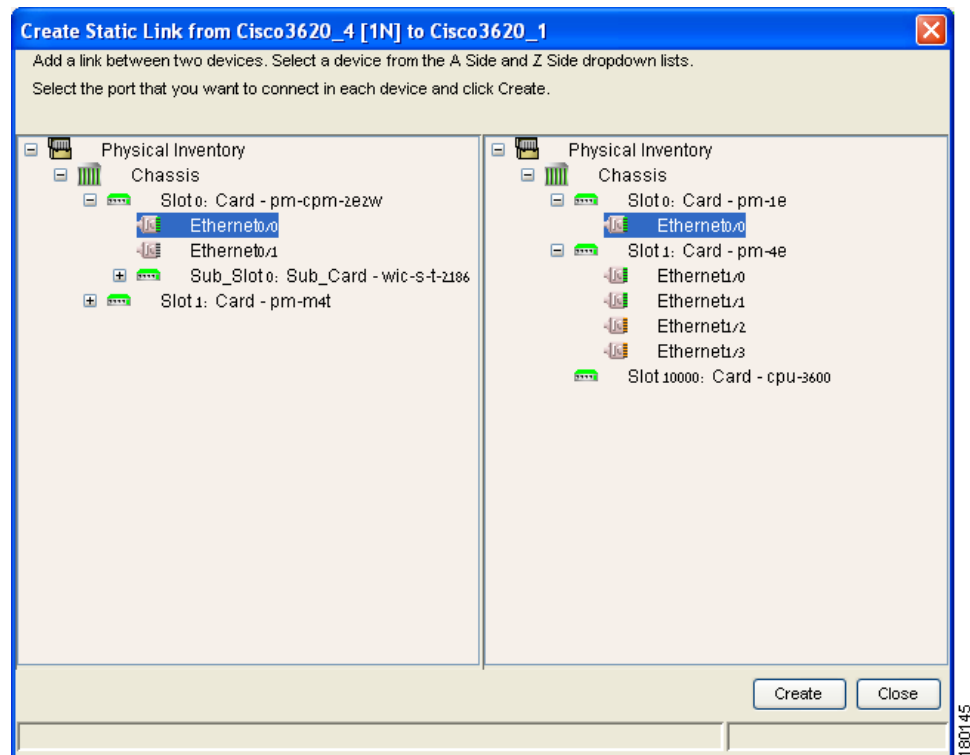 Create Static Link from Cisco3620_4 [1N] to Cisco3620_1
Add a link between two devices. Select a device from the A Side and Z Side dropdown lists.
Select the port that you want to connect in each device and click Create.
Physical Inventory
Chassis
Slot 0: Card - pm-cpm-2e2w
Ethernet0/0
Ethernet0/1
Sub_Slot 0: Sub_Card - wic-s-t-2186
Slot 1: Card - pm-m4t
Physical Inventory
Chassis
Slot 0: Card - pm-1e
Ethernet0/0
Slot 1: Card - pm-4e
Ethernet1/0
Ethernet1/1
Ethernet1/2
Ethernet1/3
Slot 10000: Card - cpu-3600
Create
Close
180145